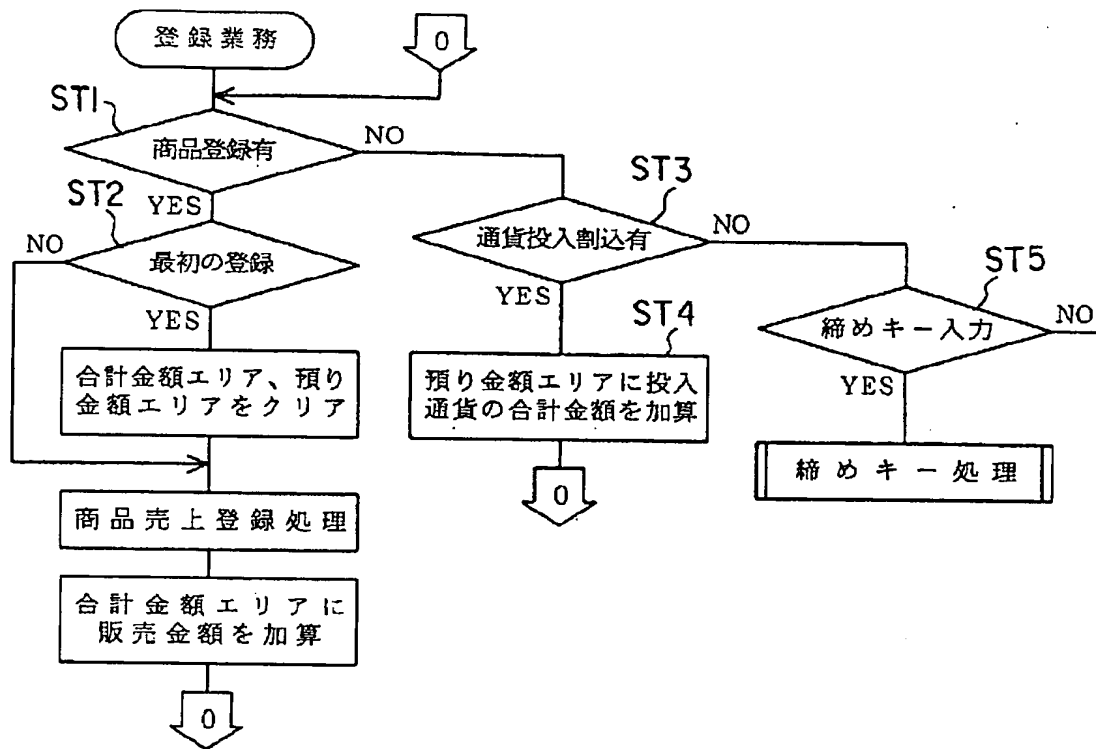 登録業務
0
ST1
商品登録有
NO
YES
ST2
最初の登録
NO
YES
合計金額エリア、預り
金額エリアをクリア
商品売上登録処理
合計金額エリアに
販売金額を加算
0
ST3
通貨投入割込有
NO
YES
ST4
預り金額エリアに投入
通貨の合計金額を加算
0
ST5
締めキー入力
NO
YES
締めキー処理